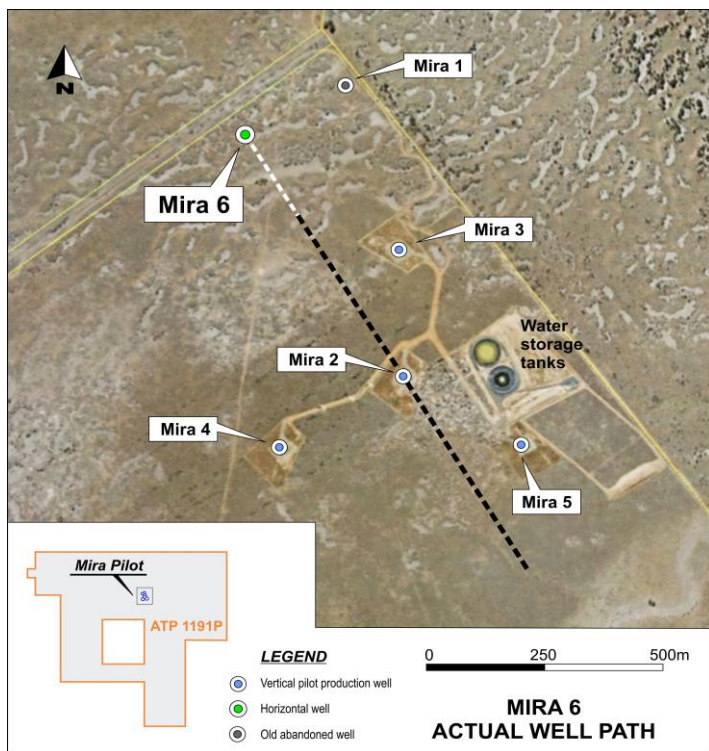 Mira 1
N
Mira 6
Mira 3
Water
storage
tanks
Mira 2
Mira 4
Mira 5
Mira Pilot
ATP 1191P
LEGEND
Vertical pilot production well
Horizontal well
Old abandoned well
0 250 500m
MIRA 6
ACTUAL WELL PATH